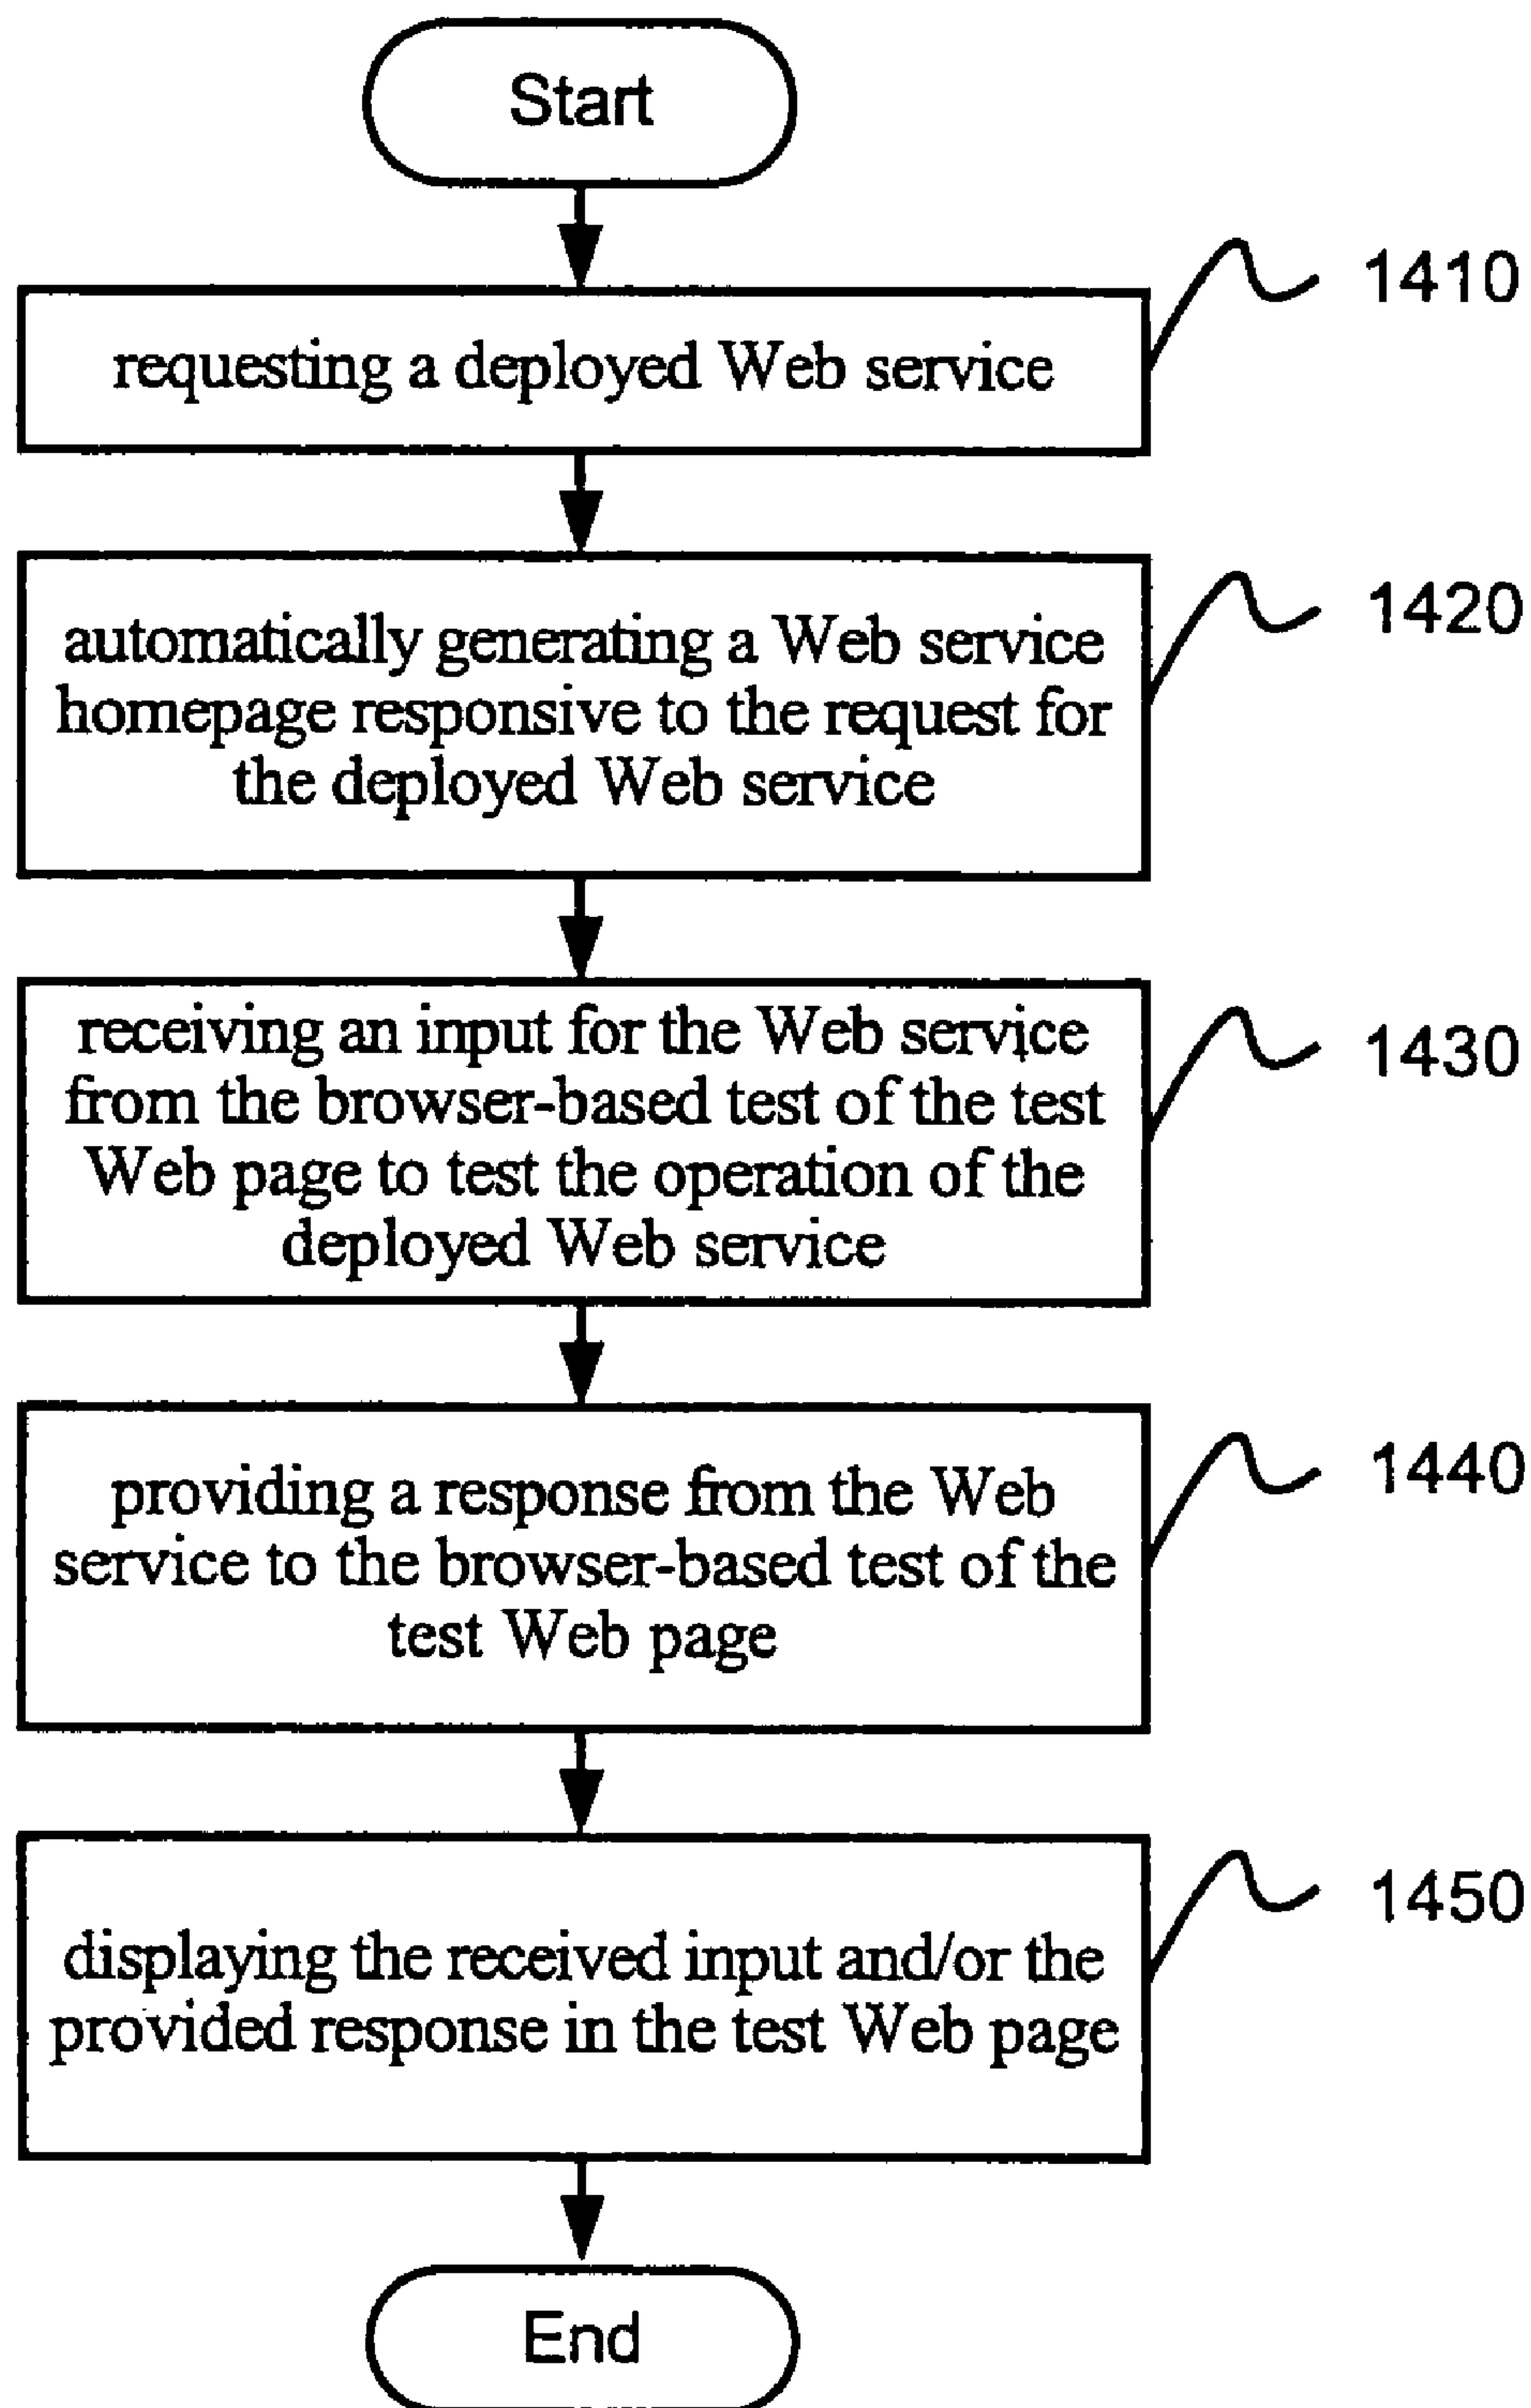 Start
requesting a deployed Web service
1410
automatically generating a Web service
homepage responsive to the request for
the deployed Web service
1420
receiving an input for the Web service
from the browser-based test of the test
Web page to test the operation of the
deployed Web service
1430
providing a response from the Web
service to the browser-based test of the
test Web page
1440
displaying the received input and/or the
provided response in the test Web page
1450
End